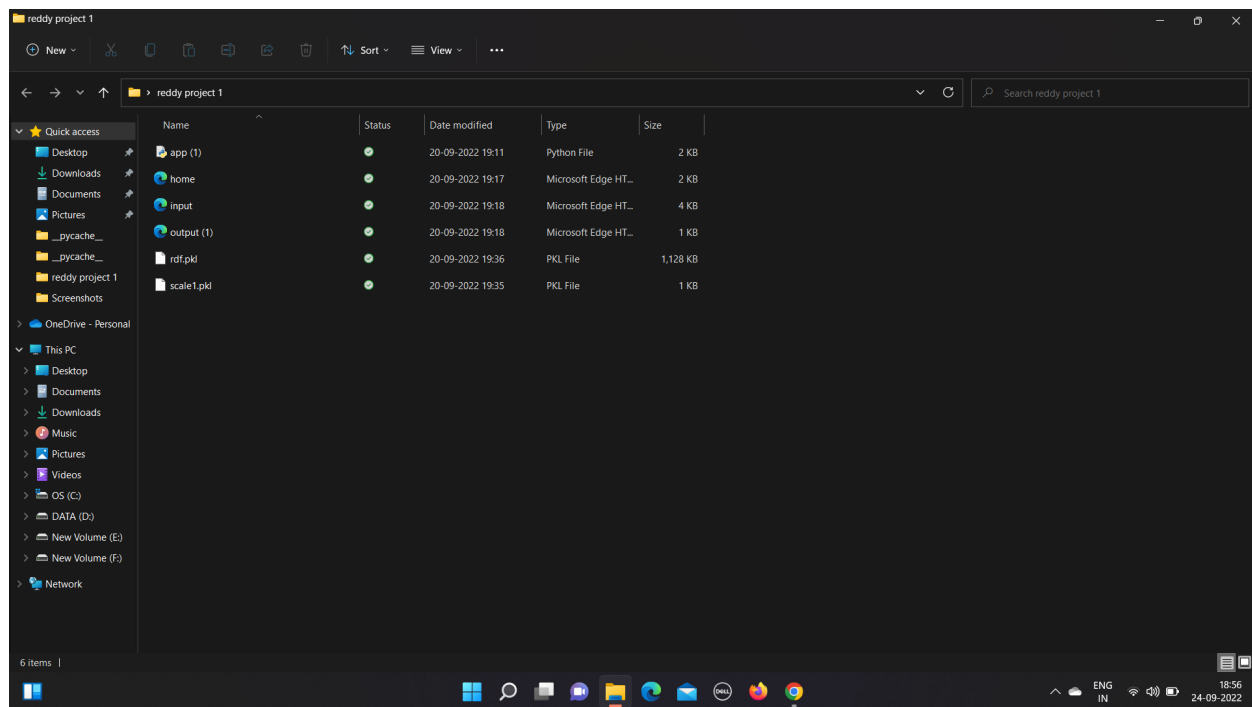 reddy project 1
New
Sort
View
reddy project 1
Search reddy project 1
Name Status Date modified Type Size
app (1) 20-09-2022 19:11 Python File 2 KB
home 20-09-2022 19:17 Microsoft Edge HT... 2 KB
input 20-09-2022 19:18 Microsoft Edge HT... 4 KB
output (1) 20-09-2022 19:18 Microsoft Edge HT... 1 KB
rdf.pkl 20-09-2022 19:36 PKL File 1,128 KB
scale1.pkl 20-09-2022 19:35 PKL File 1 KB
Quick access
Desktop
Downloads
Documents
Pictures
__pycache__
__pycache__
reddy project 1
Screenshots
OneDrive - Personal
This PC
Desktop
Documents
Downloads
Music
Pictures
Videos
OS (C:)
DATA (D:)
New Volume (E:)
New Volume (F:)
Network
6 items
DELL
ENG
IN
18:56
24-09-2022